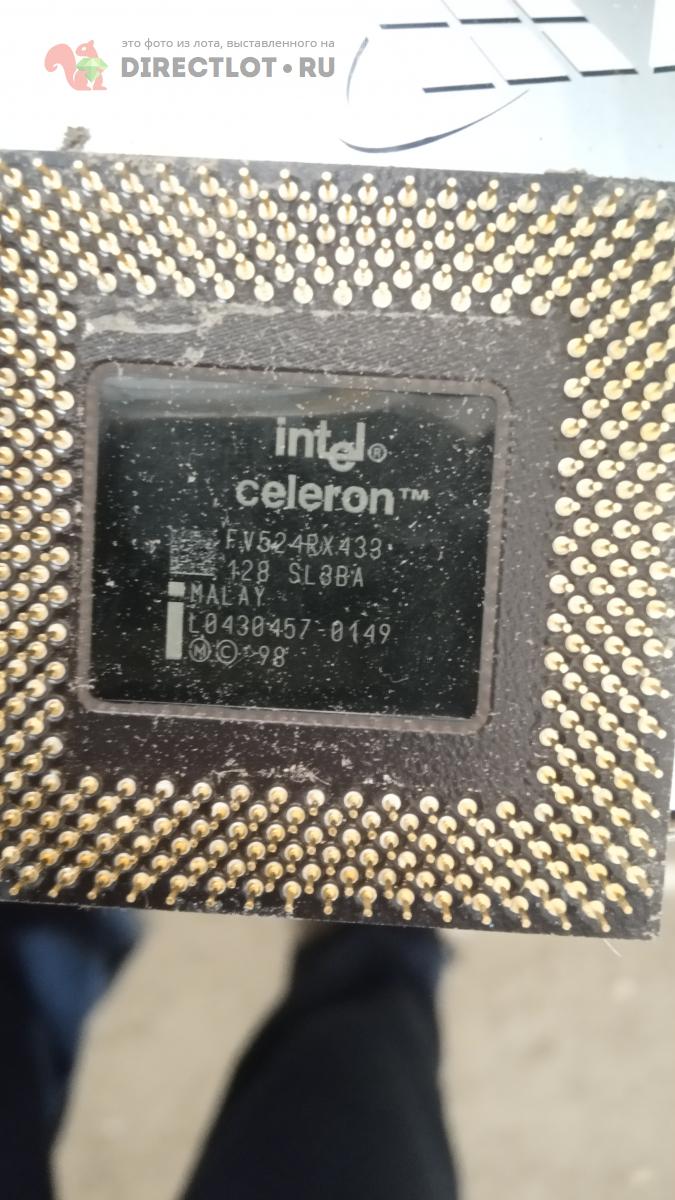 это фото из лота, выставленного на
DIRECTLOT•RU
intel®
celeron™
FV524RX433
128 SL3BA
MALAY
L0430457-0149
Ⓜ© '98